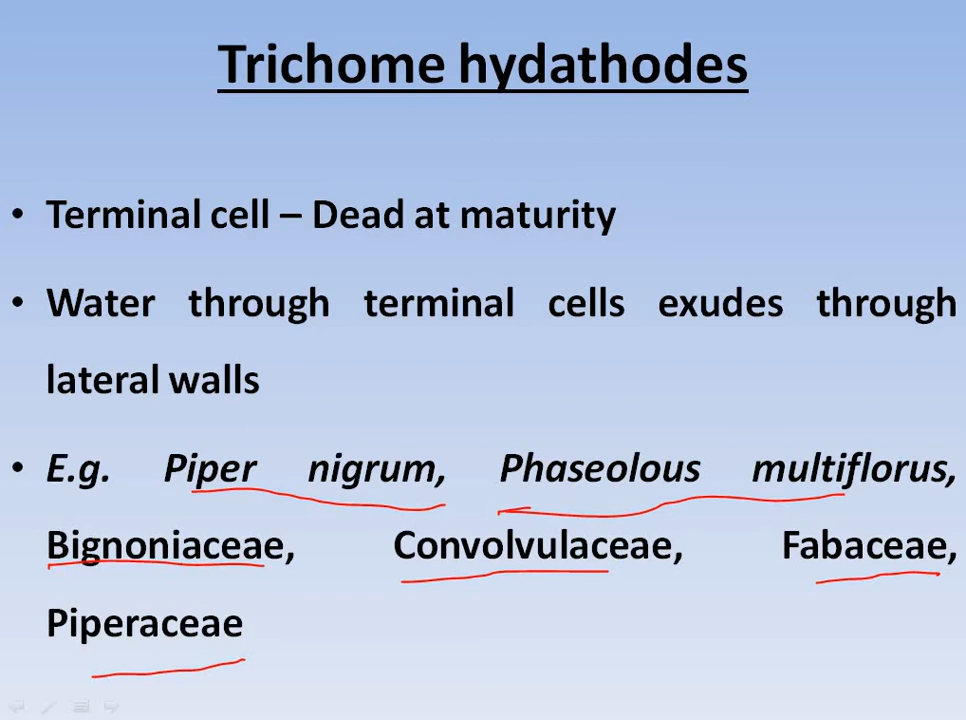 Trichome hydathodes
• Terminal cell – Dead at maturity
• Water through terminal cells exudes through
lateral walls
• E.g. Piper nigrum, Phaseolous multiflorus,
Bignoniaceae, Convolvulaceae, Fabaceae,
Piperaceae